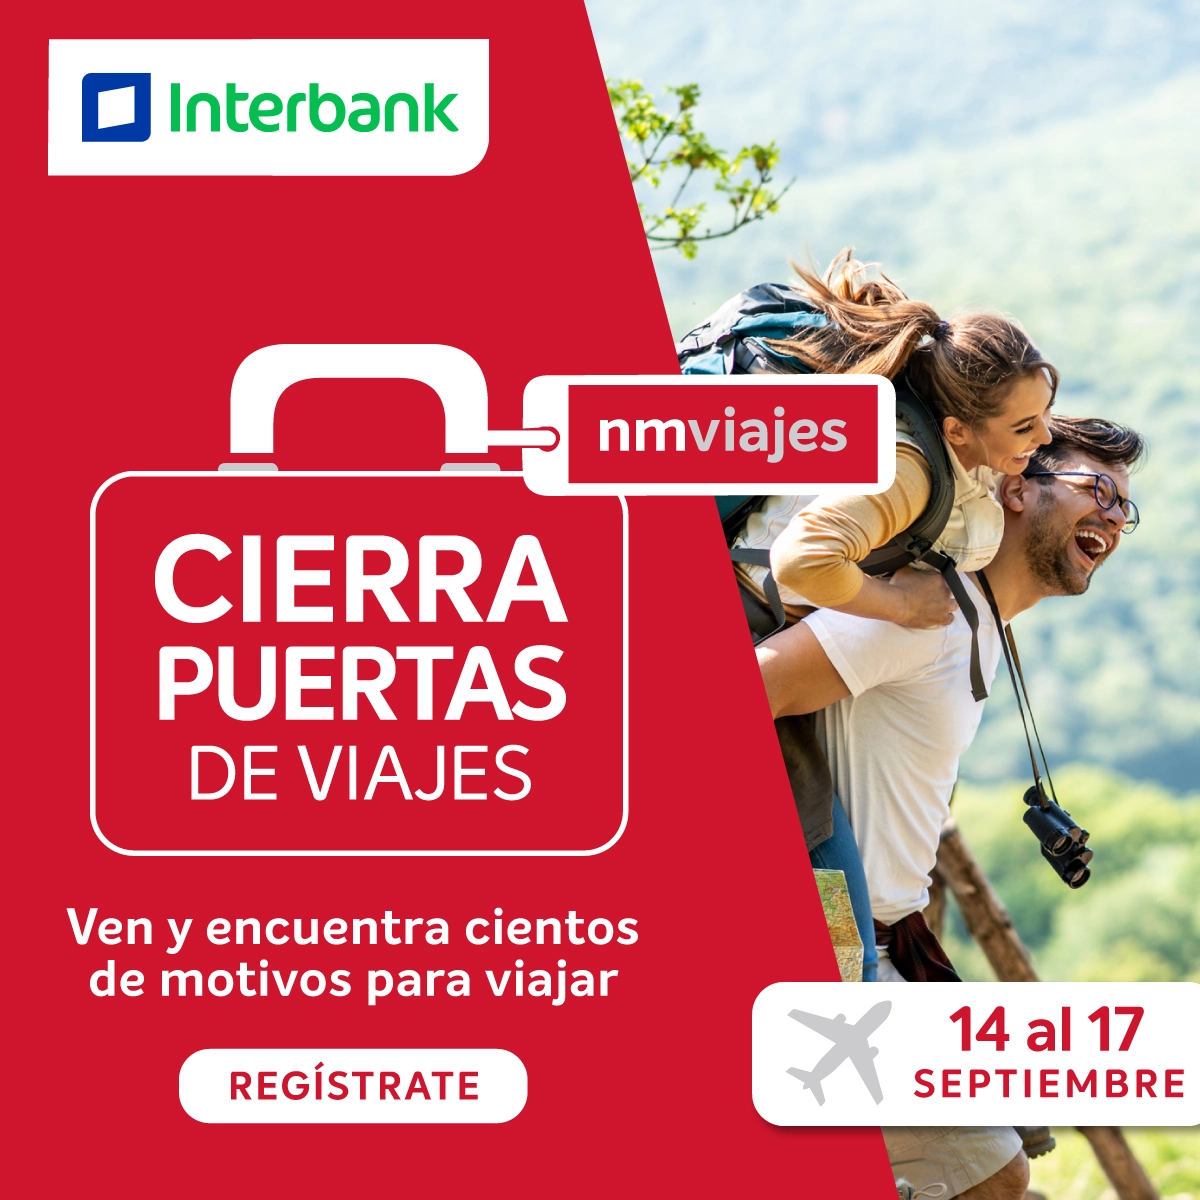 Interbank
nmviajes
CIERRA
PUERTAS
DE VIAJES
Ven y encuentra cientos
de motivos para viajar
REGÍSTRATE
14 al 17
SEPTIEMBRE